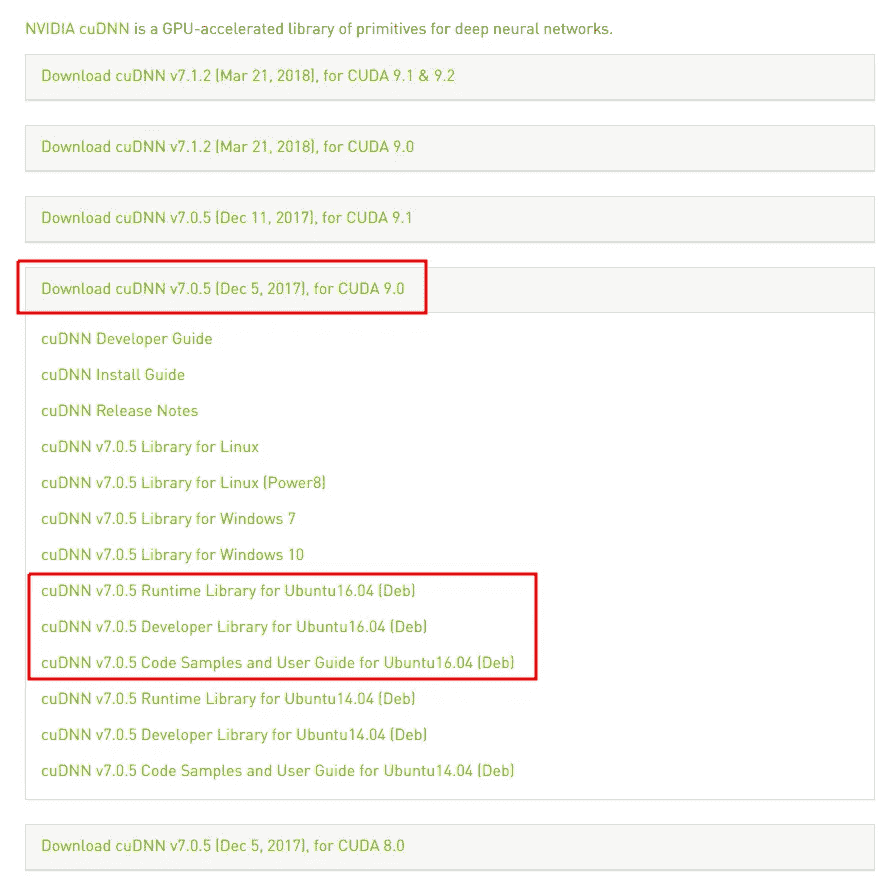 NVIDIA cuDNN is a GPU-accelerated library of primitives for deep neural networks.
Download cuDNN v7.1.2 (Mar 21, 2018), for CUDA 9.1 & 9.2
Download cuDNN v7.1.2 (Mar 21, 2018), for CUDA 9.0
Download cuDNN v7.0.5 (Dec 11, 2017), for CUDA 9.1
Download cuDNN v7.0.5 (Dec 5, 2017), for CUDA 9.0
cuDNN Developer Guide
cuDNN Install Guide
cuDNN Release Notes
cuDNN v7.0.5 Library for Linux
cuDNN v7.0.5 Library for Linux (Power8)
cuDNN v7.0.5 Library for Windows 7
cuDNN v7.0.5 Library for Windows 10
cuDNN v7.0.5 Runtime Library for Ubuntu16.04 (Deb)
cuDNN v7.0.5 Developer Library for Ubuntu16.04 (Deb)
cuDNN v7.0.5 Code Samples and User Guide for Ubuntu16.04 (Deb)
cuDNN v7.0.5 Runtime Library for Ubuntu14.04 (Deb)
cuDNN v7.0.5 Developer Library for Ubuntu14.04 (Deb)
cuDNN v7.0.5 Code Samples and User Guide for Ubuntu14.04 (Deb)
Download cuDNN v7.0.5 (Dec 5, 2017), for CUDA 8.0